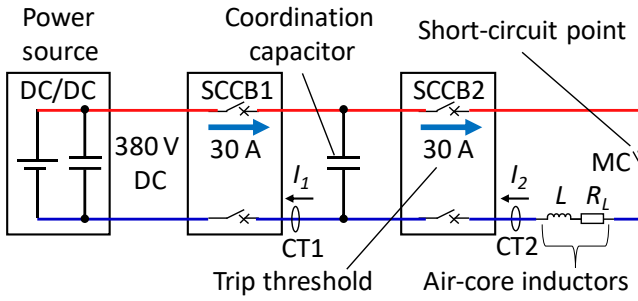 Power
source
Coordination
capacitor
Short-circuit point
DC/DC
SCCB1
SCCB2
380 V
DC
30 A
30 A
MC
I1
I2
L
RL
CT1
CT2
Trip threshold
Air-core inductors